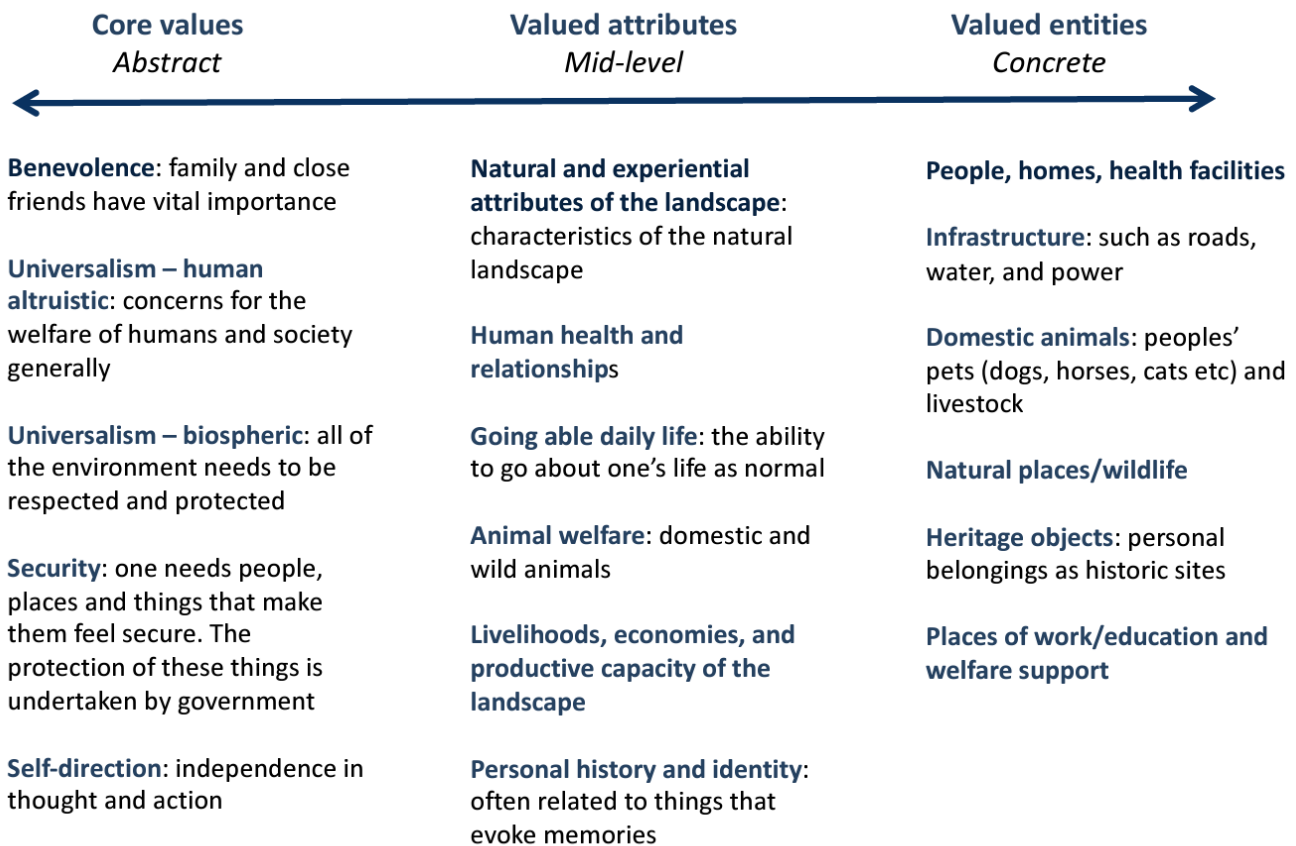 Core values
Abstract
Valued attributes
Mid-level
Valued entities
Concrete
Benevolence: family and close
friends have vital importance
Universalism – human
altruistic: concerns for the
welfare of humans and society
generally
Universalism – biospheric: all of
the environment needs to be
respected and protected
Security: one needs people,
places and things that make
them feel secure. The
protection of these things is
undertaken by government
Self-direction: independence in
thought and action
Natural and experiential
attributes of the landscape:
characteristics of the natural
landscape
Human health and
relationships
Going able daily life: the ability
to go about one’s life as normal
Animal welfare: domestic and
wild animals
Livelihoods, economies, and
productive capacity of the
landscape
Personal history and identity:
often related to things that
evoke memories
People, homes, health facilities
Infrastructure: such as roads,
water, and power
Domestic animals: peoples’
pets (dogs, horses, cats etc) and
livestock
Natural places/wildlife
Heritage objects: personal
belongings as historic sites
Places of work/education and
welfare support